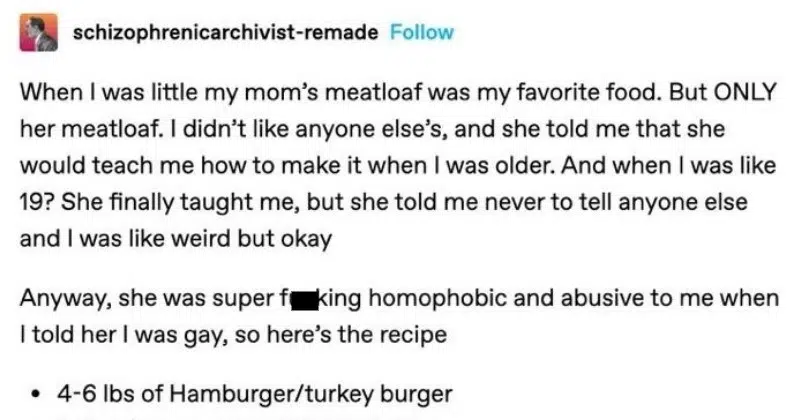 schizophrenicarchivist-remade Follow
When I was little my mom's meatloaf was my favorite food. But ONLY
her meatloaf. I didn't like anyone else's, and she told me that she
would teach me how to make it when I was older. And when I was like
19? She finally taught me, but she told me never to tell anyone else
and I was like weird but okay
Anyway, she was super f king homophobic and abusive to me when
I told her I was gay, so here's the recipe
• 4-6 lbs of Hamburger/turkey burger